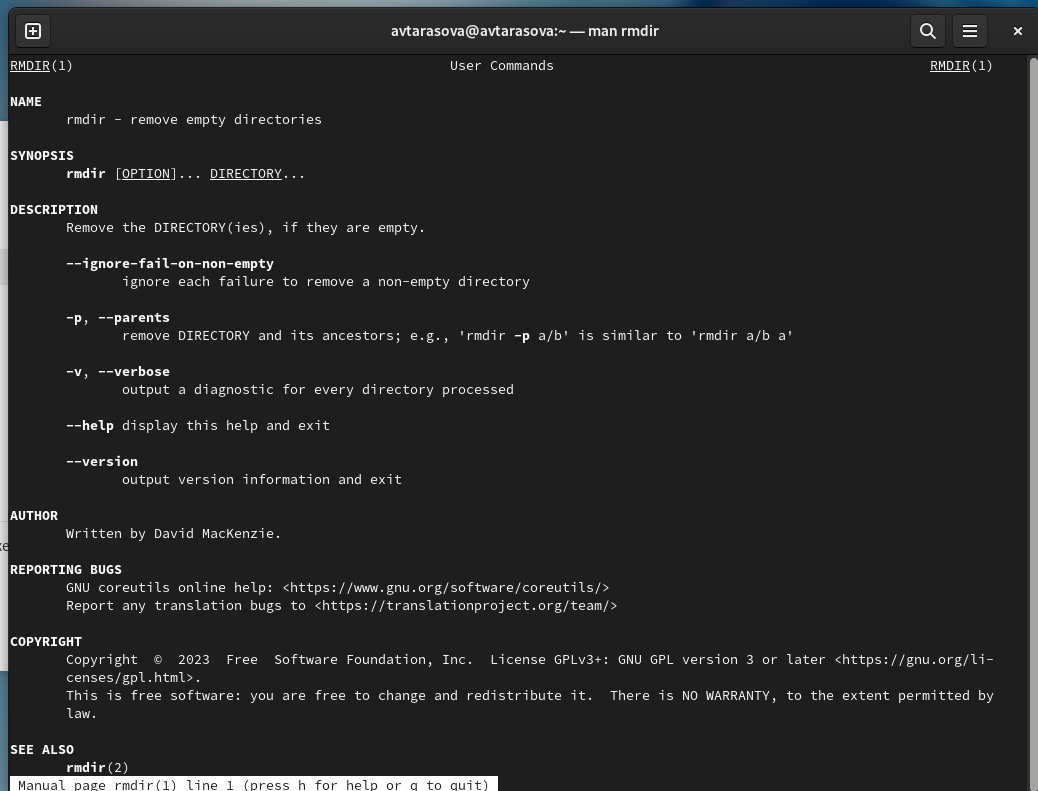 avtarasova@avtarasova:~ — man rmdir
RMDIR(1) User Commands RMDIR(1)
NAME
rmdir - remove empty directories
SYNOPSIS
rmdir [OPTION]... DIRECTORY...
DESCRIPTION
Remove the DIRECTORY(ies), if they are empty.
--ignore-fail-on-non-empty
ignore each failure to remove a non-empty directory
-p, --parents
remove DIRECTORY and its ancestors; e.g., 'rmdir -p a/b' is similar to 'rmdir a/b a'
-v, --verbose
output a diagnostic for every directory processed
--help display this help and exit
--version
output version information and exit
AUTHOR
Written by David MacKenzie.
REPORTING BUGS
GNU coreutils online help: <https://www.gnu.org/software/coreutils/>
Report any translation bugs to <https://translationproject.org/team/>
COPYRIGHT
Copyright © 2023 Free Software Foundation, Inc. License GPLv3+: GNU GPL version 3 or later <https://gnu.org/li-
censes/gpl.html>.
This is free software: you are free to change and redistribute it. There is NO WARRANTY, to the extent permitted by
law.
SEE ALSO
rmdir(2)
Manual page rmdir(1) line 1 (press h for help or q to quit)